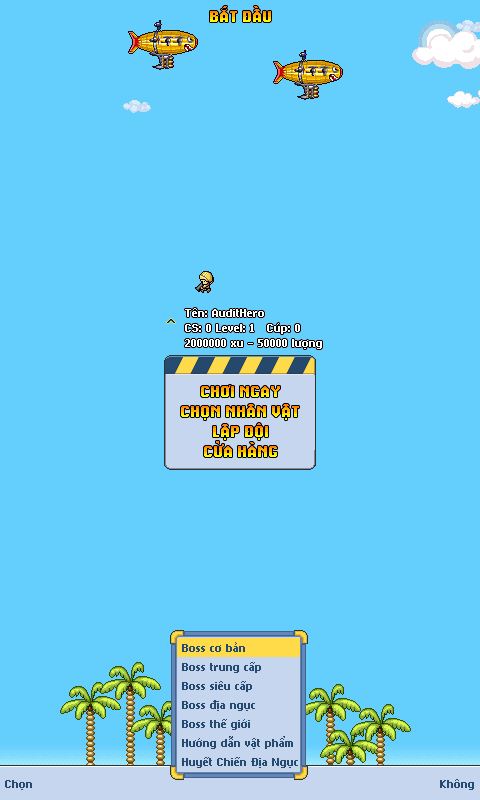 BẮT ĐẦU
Tên: AuditHero
CS: 0 Level: 1 Cúp: 0
2000000 xu - 50000 lượng
CHƠI NGAY
CHỌN NHÂN VẬT
LẬP ĐỘI
CỬA HÀNG
Boss cơ bản
Boss trung cấp
Boss siêu cấp
Boss địa ngục
Boss thế giới
Hướng dẫn vật phẩm
Huyết Chiến Địa Ngục
Chọn
Không